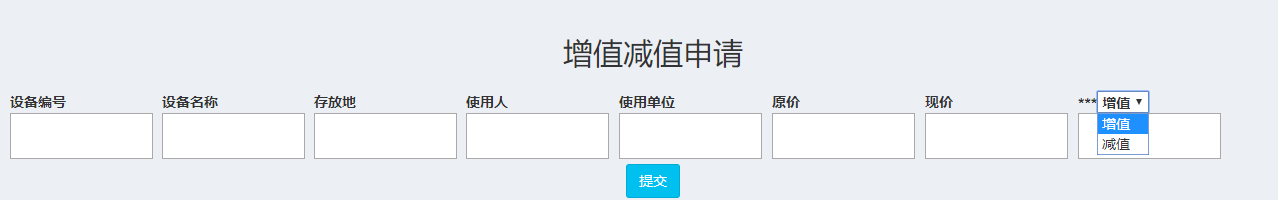 增值减值申请
设备编号 设备名称 存放地 使用人 使用单位 原价 现价 ***增值
增值
减值
提交